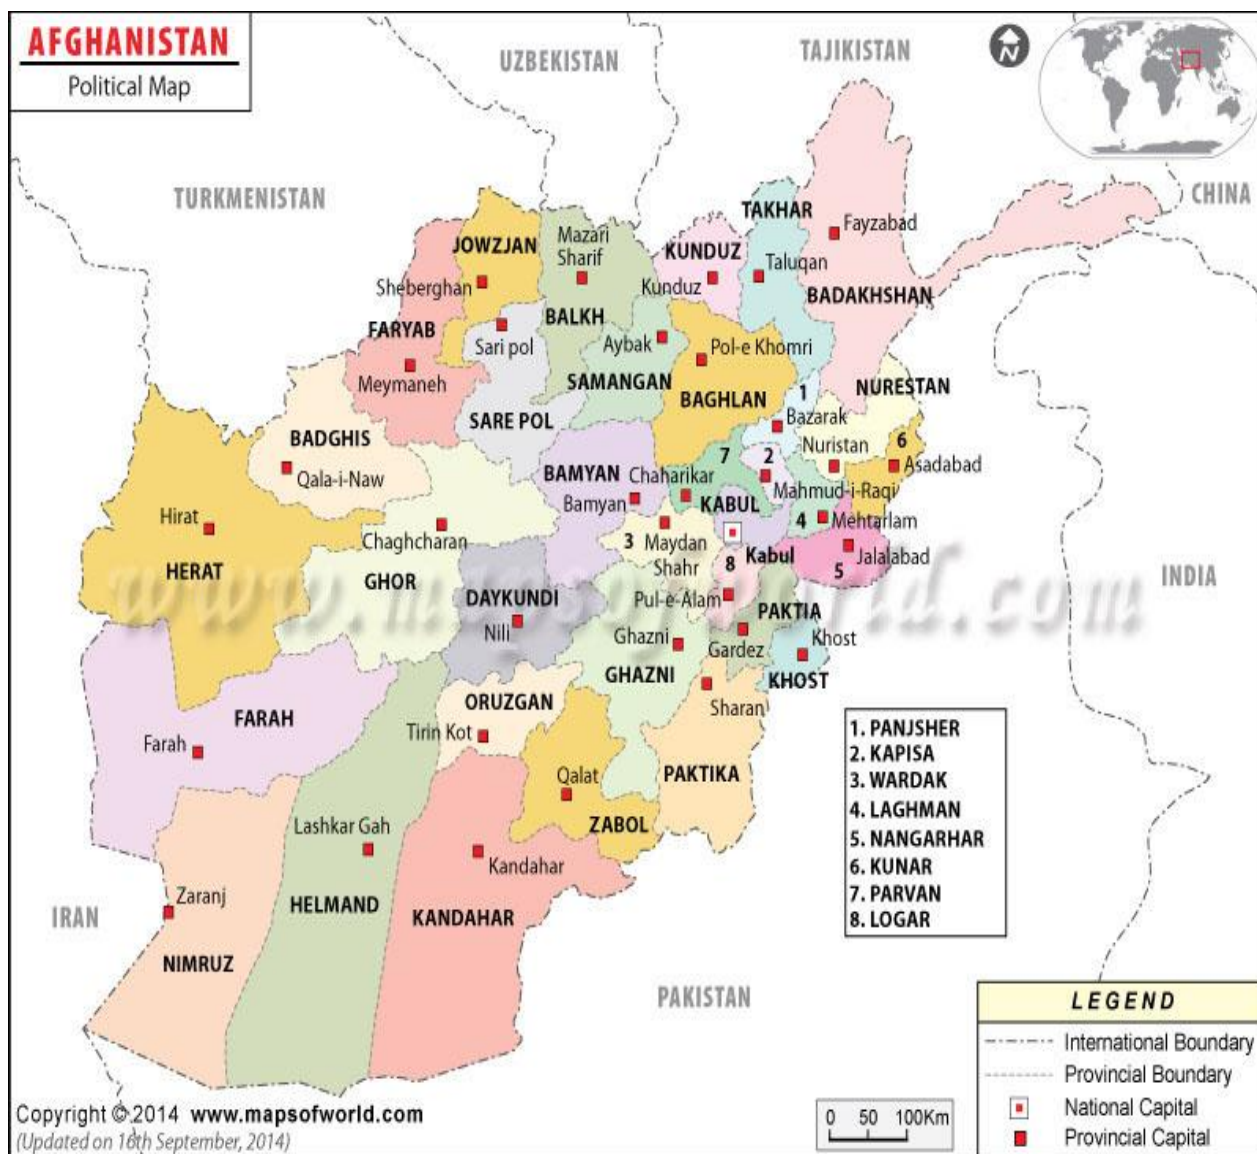 AFGHANISTAN
Political Map
UZBEKISTAN
TAJIKISTAN
N
TURKMENISTAN
CHINA
TAKHAR
Fayzabad
JOWZJAN
Mazari
Sharif
KUNDUZ
Sheberghan
Kunduz
Taluqan
BADAKHSHAN
FARYAB
BALKH
Sari pol
Aybak
Pol-e Khomri
Meymaneh
SAMANGAN
BAGHLAN
1
NURESTAN
SARE POL
Bazarak
BADGHIS
Nuristan
6
Qala-i-Naw
BAMYAN
Chaharikar
7
2
Asadabad
Bamyan
KABUL
Mahmud-i-Raqi
Hirat
Chaghcharan
3
Maydan
Shahr
4
Mehtarlam
Kabul
Jalalabad
HERAT
GHOR
8
5
INDIA
www.mapsofworld.com
DAYKUNDI
Pul-e-Alam
PAKTIA
Nili
Ghazni
Gardez
Khost
GHAZNI
KHOST
ORUZGAN
Sharan
FARAH
Tirin Kot
Farah
Qalat
PAKTIKA
Lashkar Gah
ZABOL
Kandahar
Zaranj
HELMAND
KANDAHAR
IRAN
NIMRUZ
PAKISTAN
1. PANJSHER
2. KAPISA
3. WARDAK
4. LAGHMAN
5. NANGARHAR
6. KUNAR
7. PARVAN
8. LOGAR
LEGEND
International Boundary
Provincial Boundary
National Capital
Provincial Capital
0 50 100Km
Copyright © 2014 www.mapsofworld.com
(Updated on 16th September, 2014)